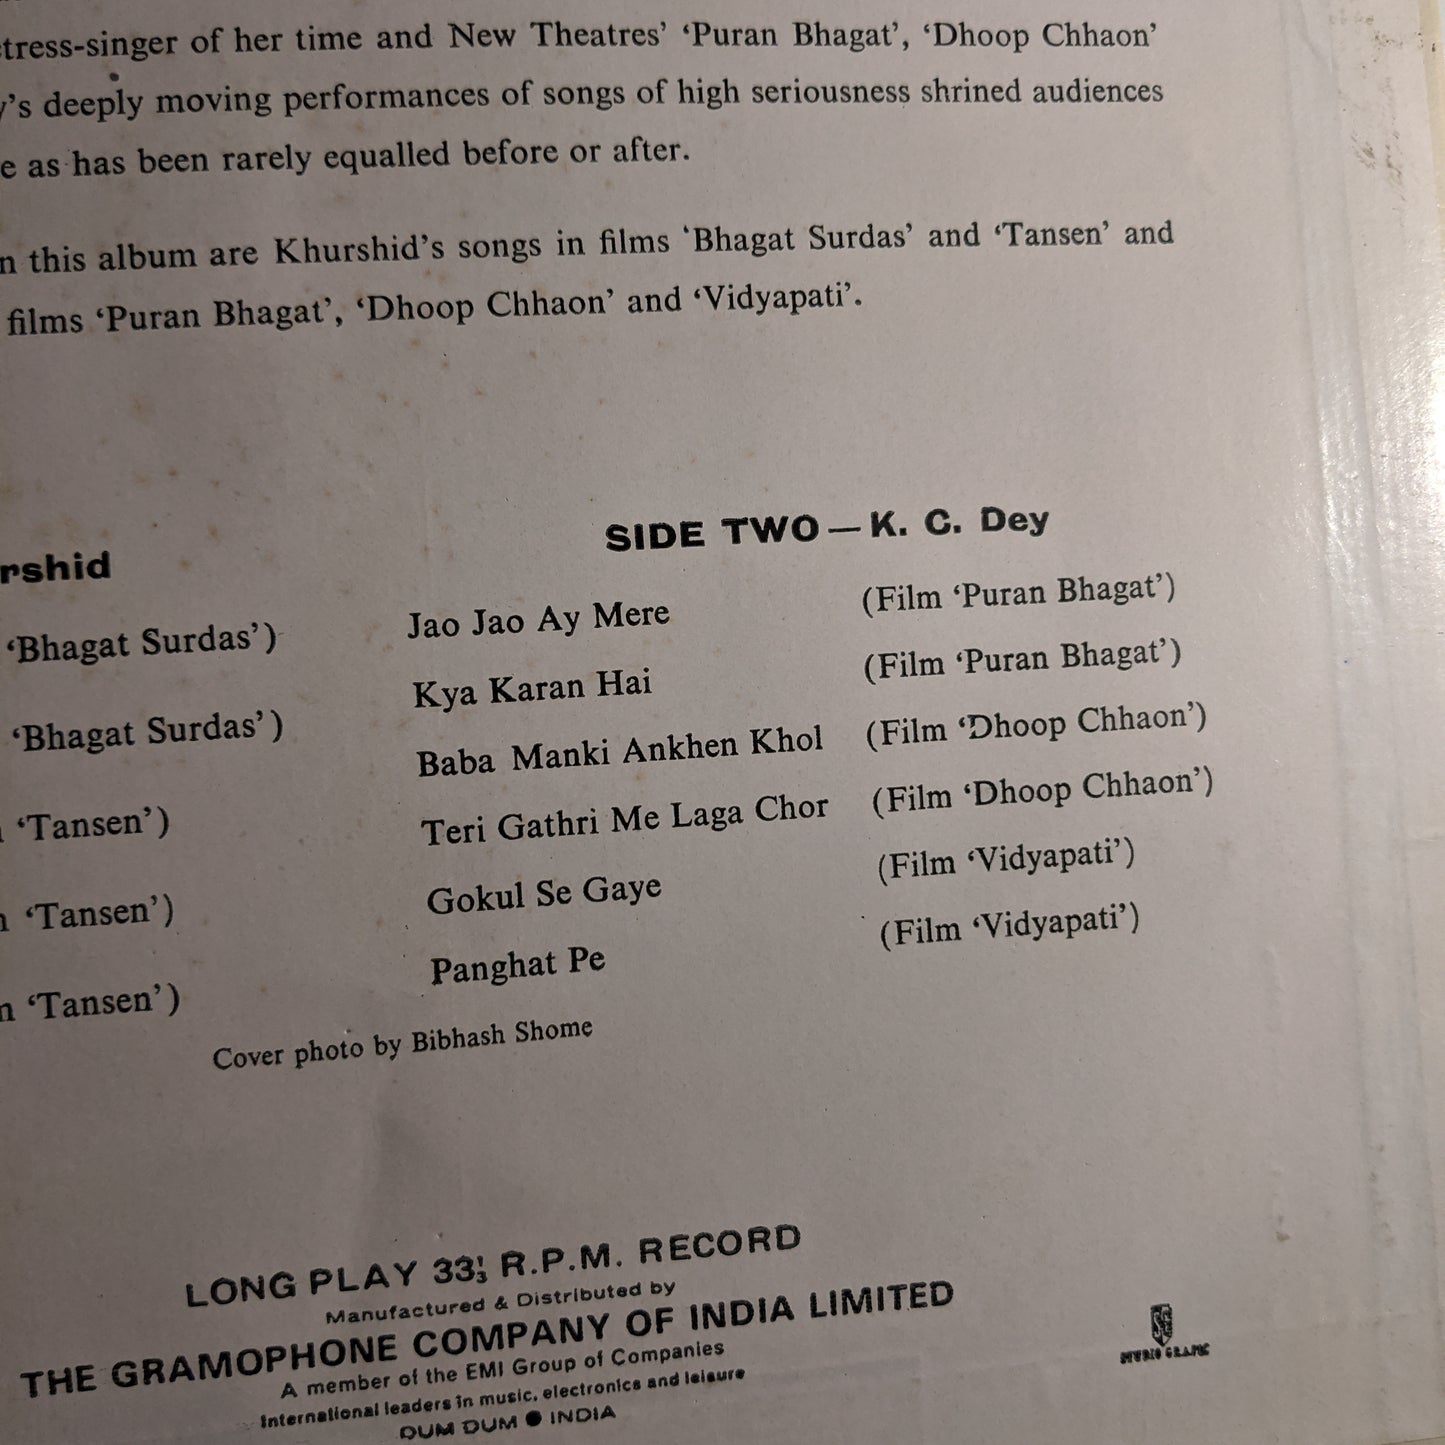 tress-singer of her time and New Theatres’ ‘Puran Bhagat’, ‘Dhoop Chhaon’
y’s deeply moving performances of songs of high seriousness shrined audiences
e as has been rarely equalled before or after.
n this album are Khurshid’s songs in films ‘Bhagat Surdas’ and ‘Tansen’ and
films ‘Puran Bhagat’, ‘Dhoop Chhaon’ and ‘Vidyapati’.
rshid
‘Bhagat Surdas’)
‘Bhagat Surdas’)
‘Tansen’)
‘Tansen’)
‘Tansen’)
SIDE TWO — K. C. Dey
Jao Jao Ay Mere (Film ‘Puran Bhagat’)
Kya Karan Hai (Film ‘Puran Bhagat’)
Baba Manki Ankhen Khol (Film ‘Dhoop Chhaon’)
Teri Gathri Me Laga Chor (Film ‘Dhoop Chhaon’)
Gokul Se Gaye (Film ‘Vidyapati’)
Panghat Pe (Film ‘Vidyapati’)
Cover photo by Bibhash Shome
LONG PLAY 33⅓ R.P.M. RECORD
Manufactured & Distributed by
THE GRAMOPHONE COMPANY OF INDIA LIMITED
A member of the EMI Group of Companies
International leaders in music, electronics and leisure
DUM DUM ● INDIA